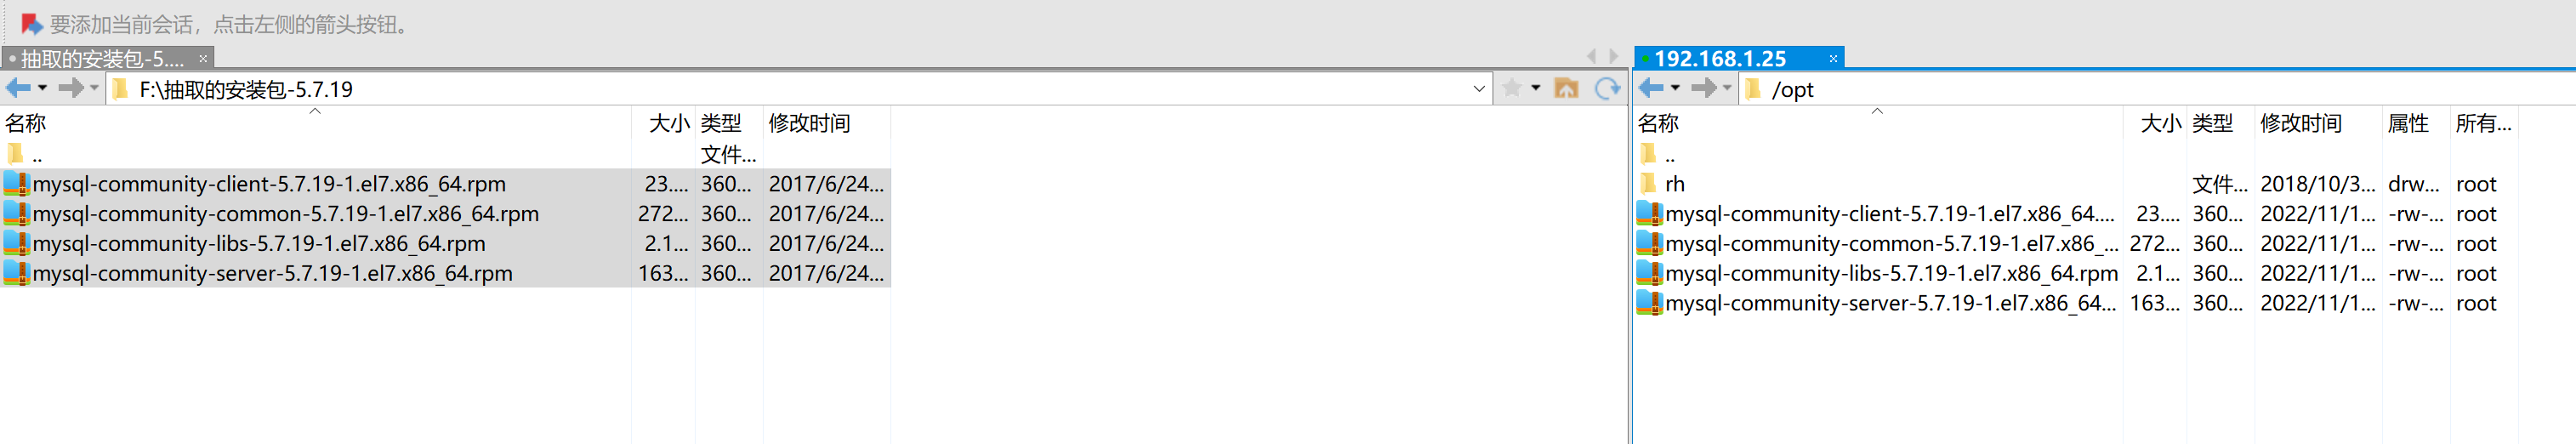 要添加当前会话，点击左侧的箭头按钮。
抽取的安装包-5.... ×
F:\抽取的安装包-5.7.19
名称 大小 类型 修改时间
.. 文件...
mysql-community-client-5.7.19-1.el7.x86_64.rpm 23.... 360... 2017/6/24...
mysql-community-common-5.7.19-1.el7.x86_64.rpm 272... 360... 2017/6/24...
mysql-community-libs-5.7.19-1.el7.x86_64.rpm 2.1... 360... 2017/6/24...
mysql-community-server-5.7.19-1.el7.x86_64.rpm 163... 360... 2017/6/24...
192.168.1.25 ×
/opt
名称 大小 类型 修改时间 属性 所有...
..
rh 文件... 2018/10/3... drw... root
mysql-community-client-5.7.19-1.el7.x86_64.... 23.... 360... 2022/11/1... -rw-... root
mysql-community-common-5.7.19-1.el7.x86_... 272... 360... 2022/11/1... -rw-... root
mysql-community-libs-5.7.19-1.el7.x86_64.rpm 2.1... 360... 2022/11/1... -rw-... root
mysql-community-server-5.7.19-1.el7.x86_64... 163... 360... 2022/11/1... -rw-... root